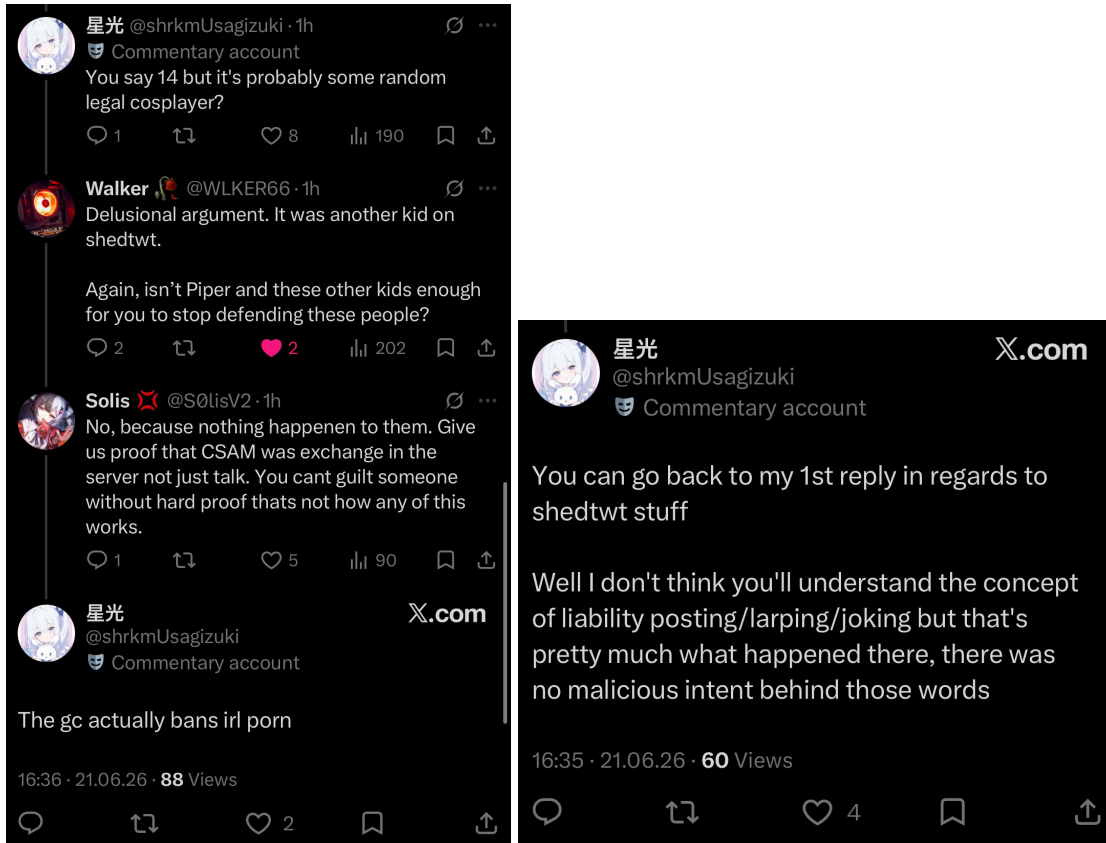 星光 @shrkmUsagizuki · 1h
🎭 Commentary account
You say 14 but it's probably some random
legal cosplayer?
1 8 190
Walker 🥀 @WLKER66 · 1h
Delusional argument. It was another kid on
shedtwt.
Again, isn’t Piper and these other kids enough
for you to stop defending these people?
2 2 202
Solis 💢 @S0lisV2 · 1h
No, because nothing happenen to them. Give
us proof that CSAM was exchange in the
server not just talk. You cant guilt someone
without hard proof thats not how any of this
works.
1 5 90
星光
X.com
@shrkmUsagizuki
🎭 Commentary account
The gc actually bans irl porn
16:36 · 21.06.26 · 88 Views
2
星光
X.com
@shrkmUsagizuki
🎭 Commentary account
You can go back to my 1st reply in regards to
shedtwt stuff
Well I don't think you'll understand the concept
of liability posting/larping/joking but that's
pretty much what happened there, there was
no malicious intent behind those words
16:35 · 21.06.26 · 60 Views
4